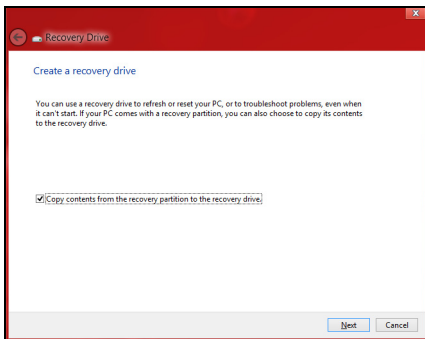 Recovery Drive
Create a recovery drive
You can use a recovery drive to refresh or reset your PC, or to troubleshoot problems, even when
it can't start. If your PC comes with a recovery partition, you can also choose to copy its contents
to the recovery drive.
Copy contents from the recovery partition to the recovery drive.
Next Cancel